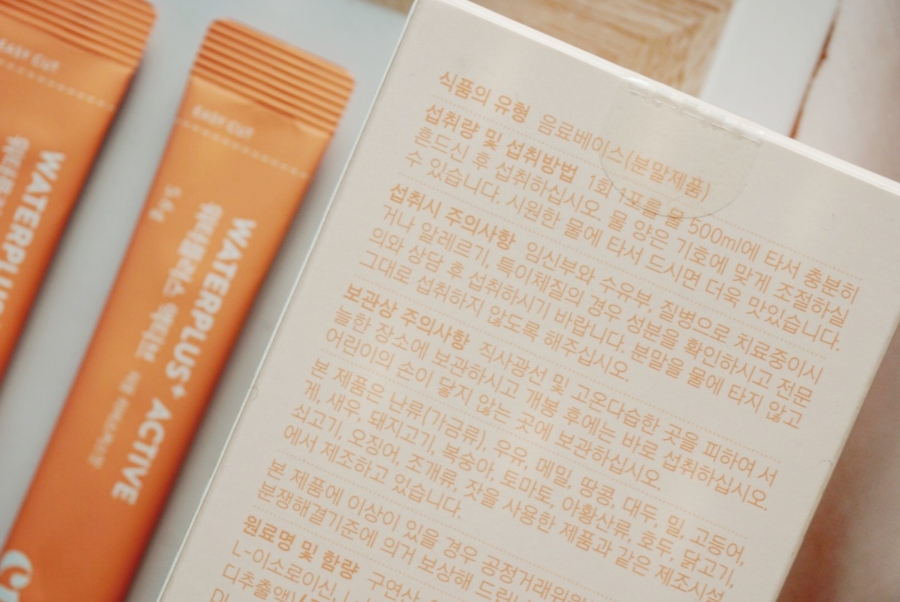 EASY CUT
WATERPLUS
EASY CUT
5.4g
WATERPLUS+ ACTIVE
워터플러스 액티브
식품의 유형 음료베이스(분말제품)
섭취량 및 섭취방법 1회 1포를 물 500ml에 타서 충분히
흔드신 후 섭취하십시오. 물 양은 기호에 맞게 조절하실
수 있습니다. 시원한 물에 타서 드시면 더욱 맛있습니다.
섭취시 주의사항 임신부와 수유부, 질병으로 치료중이시
거나 알레르기, 특이체질의 경우 성분을 확인하시고 전문
의와 상담 후 섭취하시기 바랍니다. 분말을 물에 타지 않고
그대로 섭취하지 않도록 해주십시오.
보관상 주의사항 직사광선 및 고온다습한 곳을 피하여 서
늘한 장소에 보관하시고 개봉 후에는 바로 섭취하십시오.
어린이의 손이 닿지 않는 곳에 보관하십시오.
본 제품은 난류(가금류), 우유, 메밀, 땅콩, 대두, 밀, 고등어,
게, 새우, 돼지고기, 복숭아, 토마토, 아황산류, 호두, 닭고기,
쇠고기, 오징어, 조개류, 잣을 사용한 제품과 같은 제조시설
에서 제조하고 있습니다.
본 제품에 이상이 있을 경우 공정거래위원
분쟁해결기준에 의거 보상해 드립니
원료명 및 함량 구연산,
L-이소로이신,